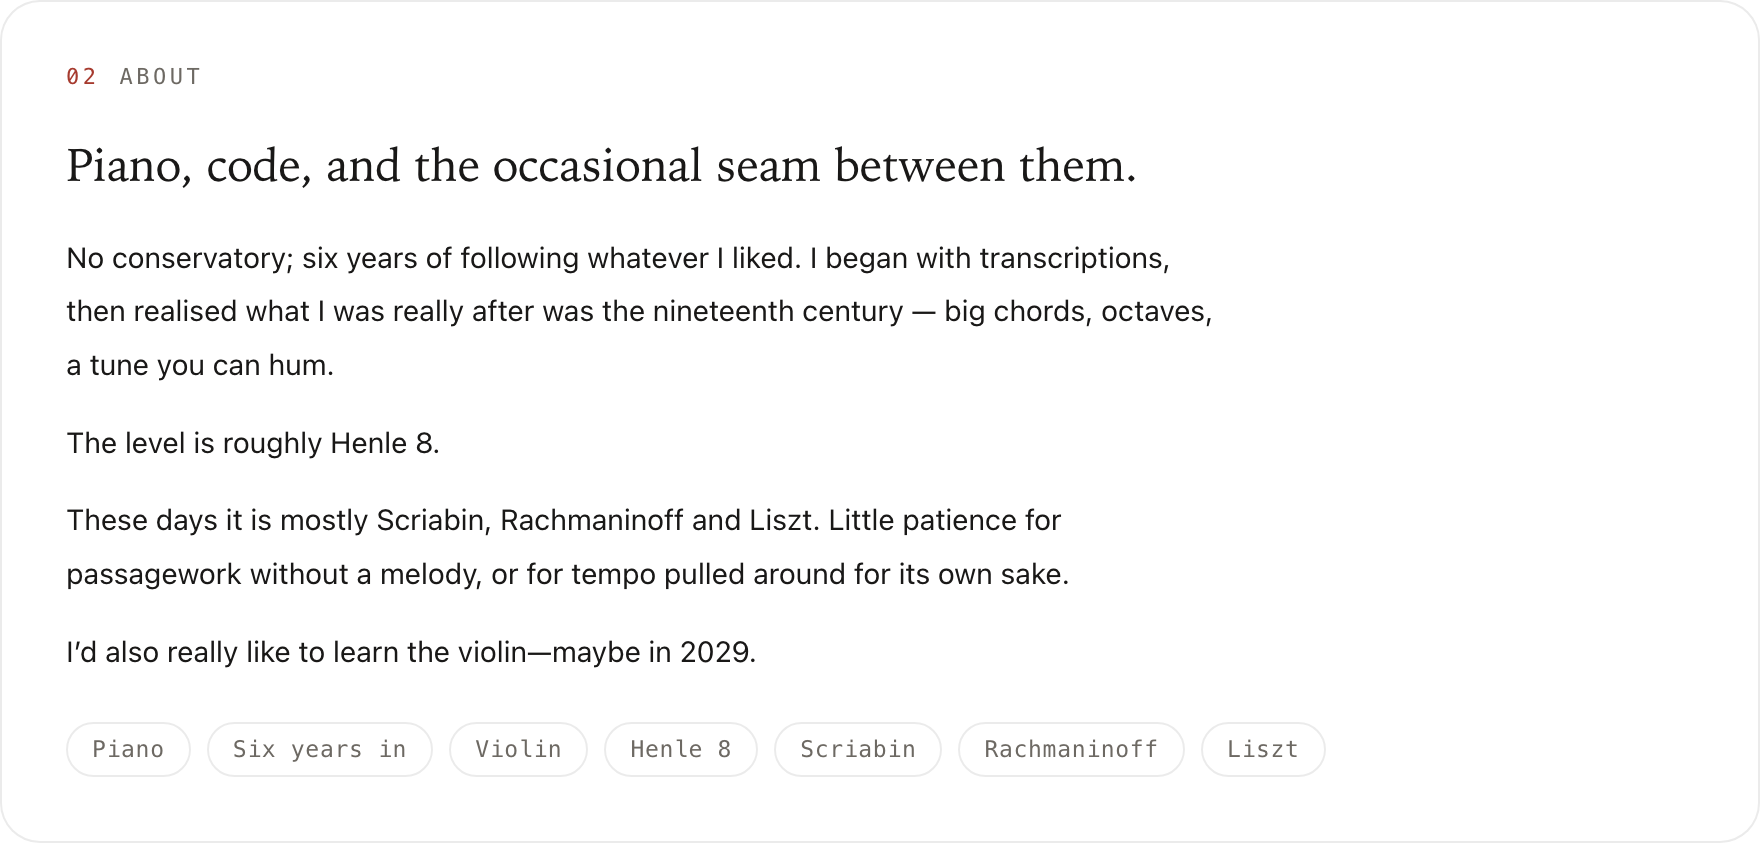 02 ABOUT
Piano, code, and the occasional seam between them.
No conservatory; six years of following whatever I liked. I began with transcriptions,
then realised what I was really after was the nineteenth century — big chords, octaves,
a tune you can hum.
The level is roughly Henle 8.
These days it is mostly Scriabin, Rachmaninoff and Liszt. Little patience for
passagework without a melody, or for tempo pulled around for its own sake.
I’d also really like to learn the violin—maybe in 2029.
Piano Six years in Violin Henle 8 Scriabin Rachmaninoff Liszt